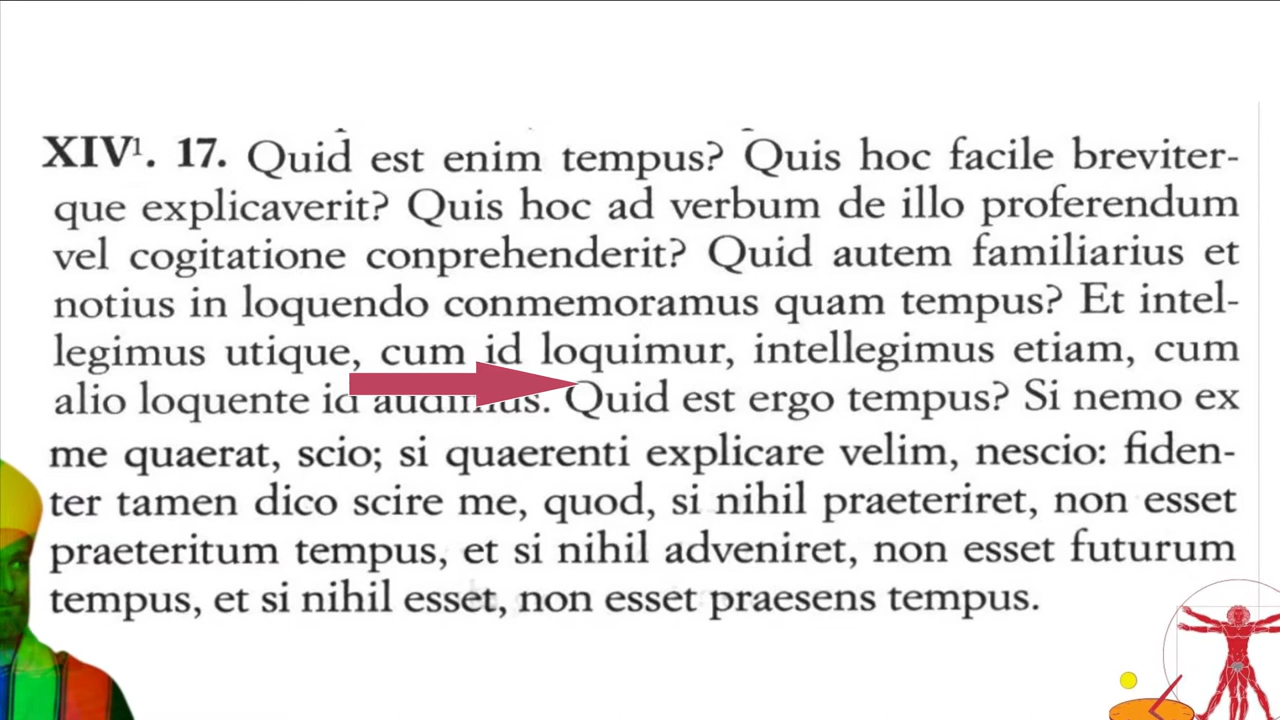 XIV¹. 17. Quid est enim tempus? Quis hoc facile breviter-
que explicaverit? Quis hoc ad verbum de illo proferendum
vel cogitatione conprehenderit? Quid autem familiarius et
notius in loquendo conmemoramus quam tempus? Et intel-
legimus utique, cum id loquimur, intellegimus etiam, cum
alio loquente id audimus. Quid est ergo tempus? Si nemo ex
me quaerat, scio; si quaerenti explicare velim, nescio: fiden-
ter tamen dico scire me, quod, si nihil praeteriret, non esset
praeteritum tempus, et si nihil adveniret, non esset futurum
tempus, et si nihil esset, non esset praesens tempus.